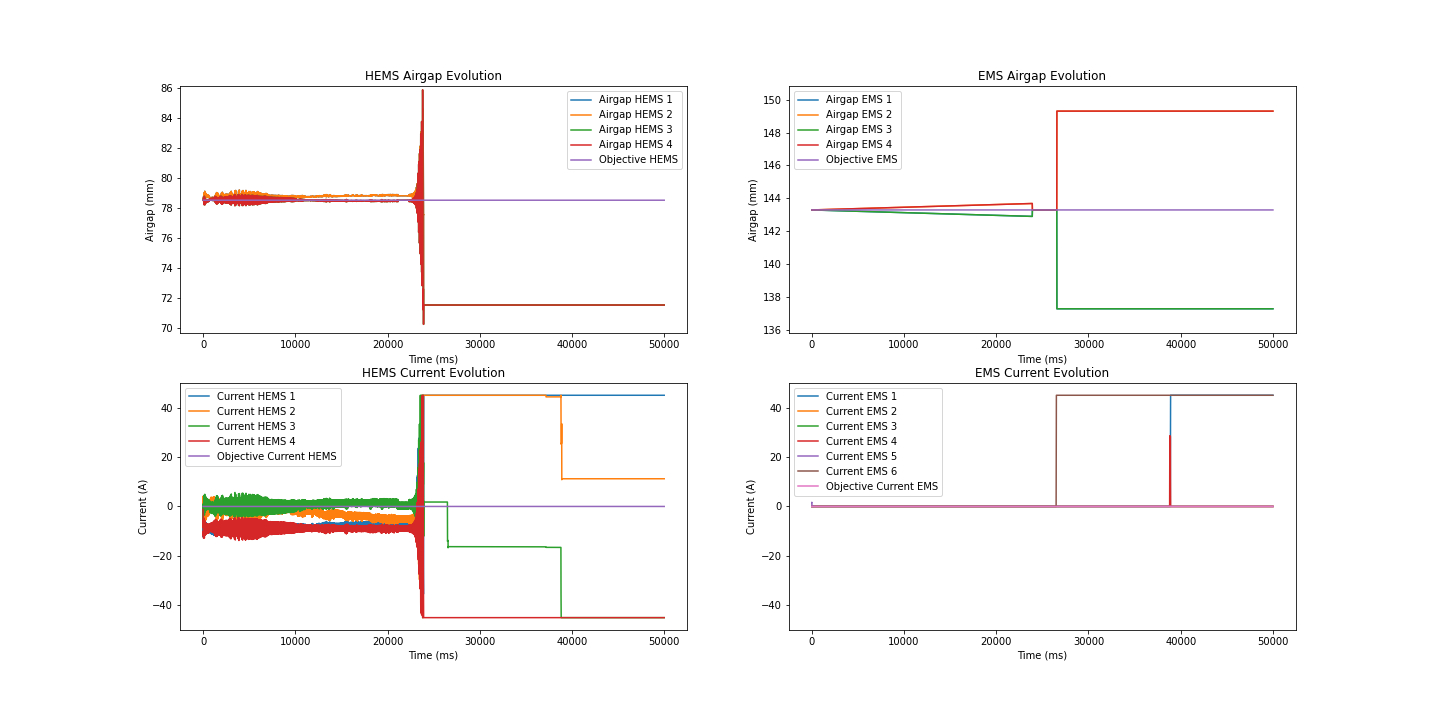 HEMS Airgap Evolution
86
84
82
80
78
76
74
72
70
Airgap (mm)
Airgap HEMS 1
Airgap HEMS 2
Airgap HEMS 3
Airgap HEMS 4
Objective HEMS
0 10000 20000 30000 40000 50000
Time (ms)
EMS Airgap Evolution
150
148
146
144
142
140
138
136
Airgap (mm)
Airgap EMS 1
Airgap EMS 2
Airgap EMS 3
Airgap EMS 4
Objective EMS
0 10000 20000 30000 40000 50000
Time (ms)
HEMS Current Evolution
40
20
0
−20
−40
Current (A)
Current HEMS 1
Current HEMS 2
Current HEMS 3
Current HEMS 4
Objective Current HEMS
0 10000 20000 30000 40000 50000
Time (ms)
EMS Current Evolution
40
20
0
−20
−40
Current (A)
Current EMS 1
Current EMS 2
Current EMS 3
Current EMS 4
Current EMS 5
Current EMS 6
Objective Current EMS
0 10000 20000 30000 40000 50000
Time (ms)